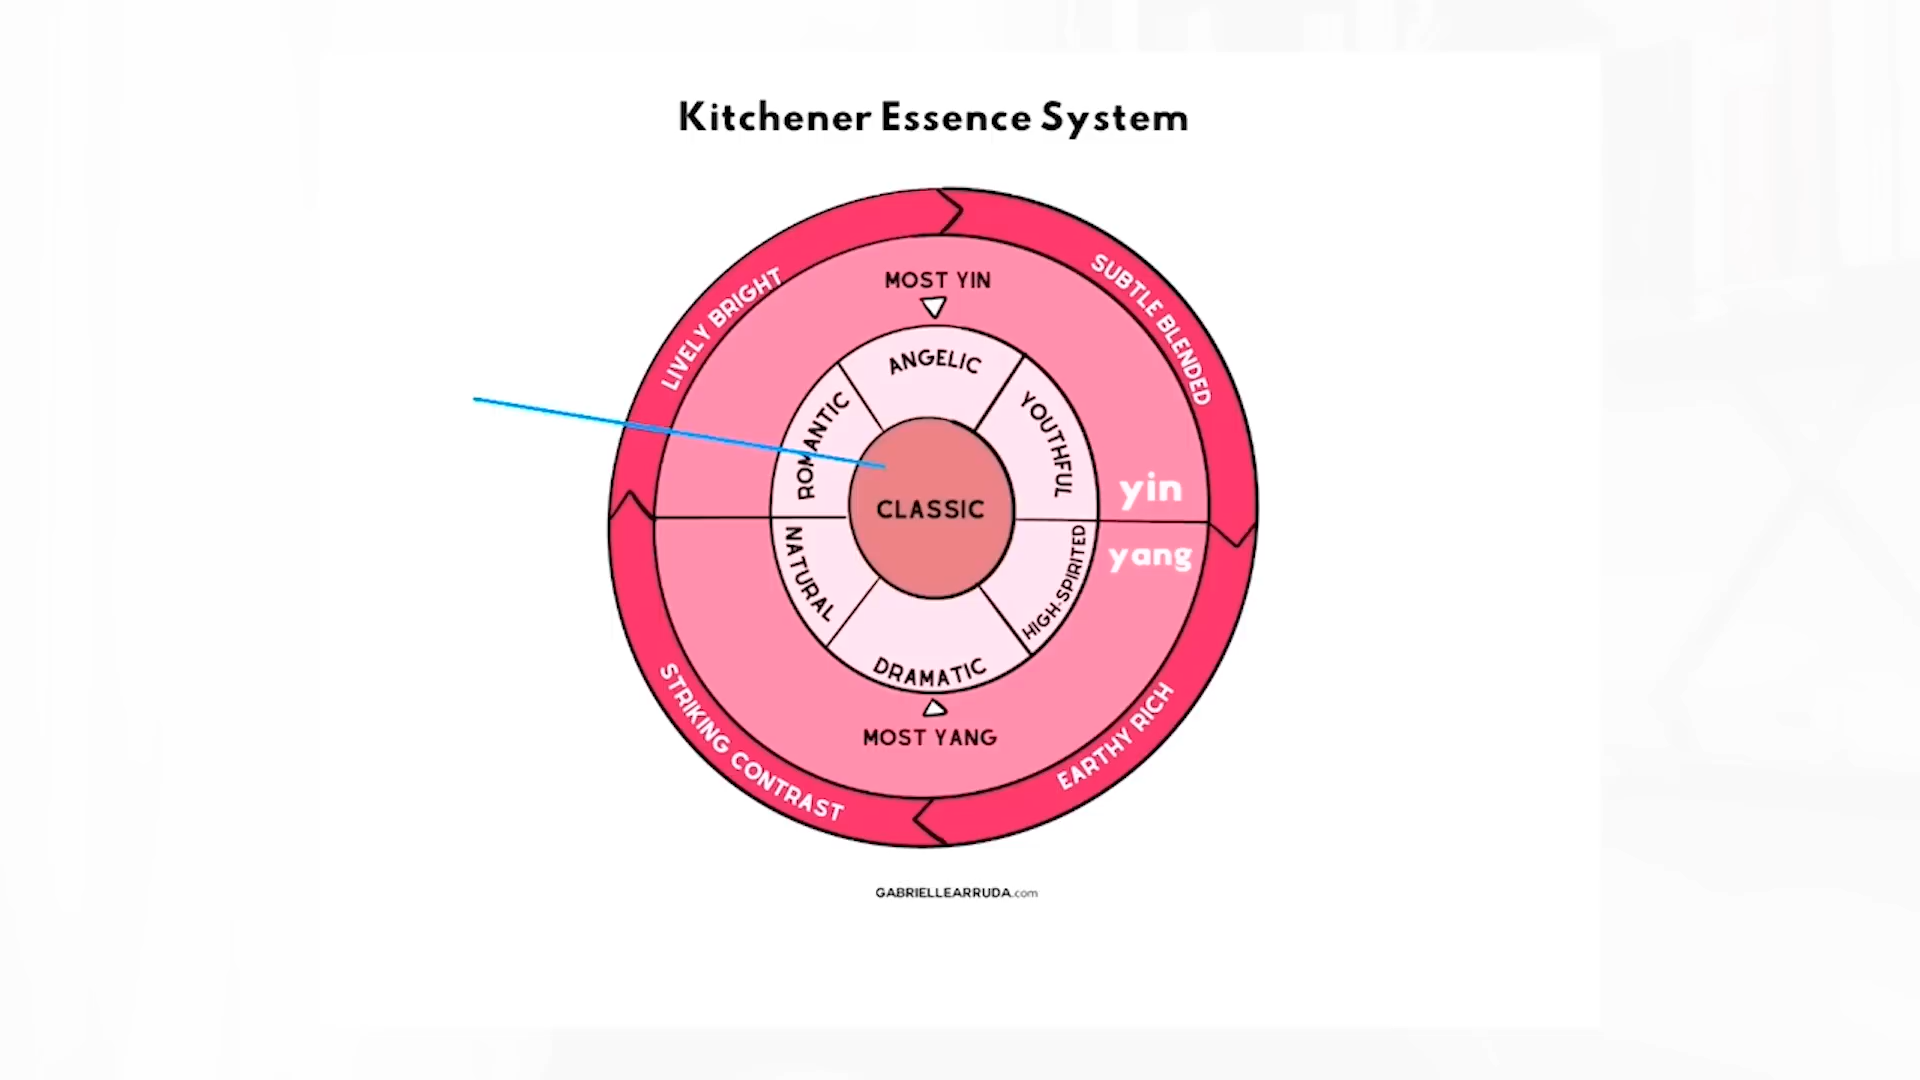 Kitchener Essence System
LIVELY BRIGHT
SUBTLE BLENDED
MOST YIN
ANGELIC
ROMANTIC
YOUTHFUL
yin
CLASSIC
yang
NATURAL
HIGH-SPIRITED
DRAMATIC
MOST YANG
STRIKING CONTRAST
EARTHY RICH
GABRIELLEARRUDA.com